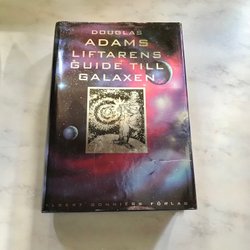 DOUGLAS
ADAMS
LIFTARENS
GUIDE TILL
GALAXEN
ALBERT BONNIERS FÖRLAG